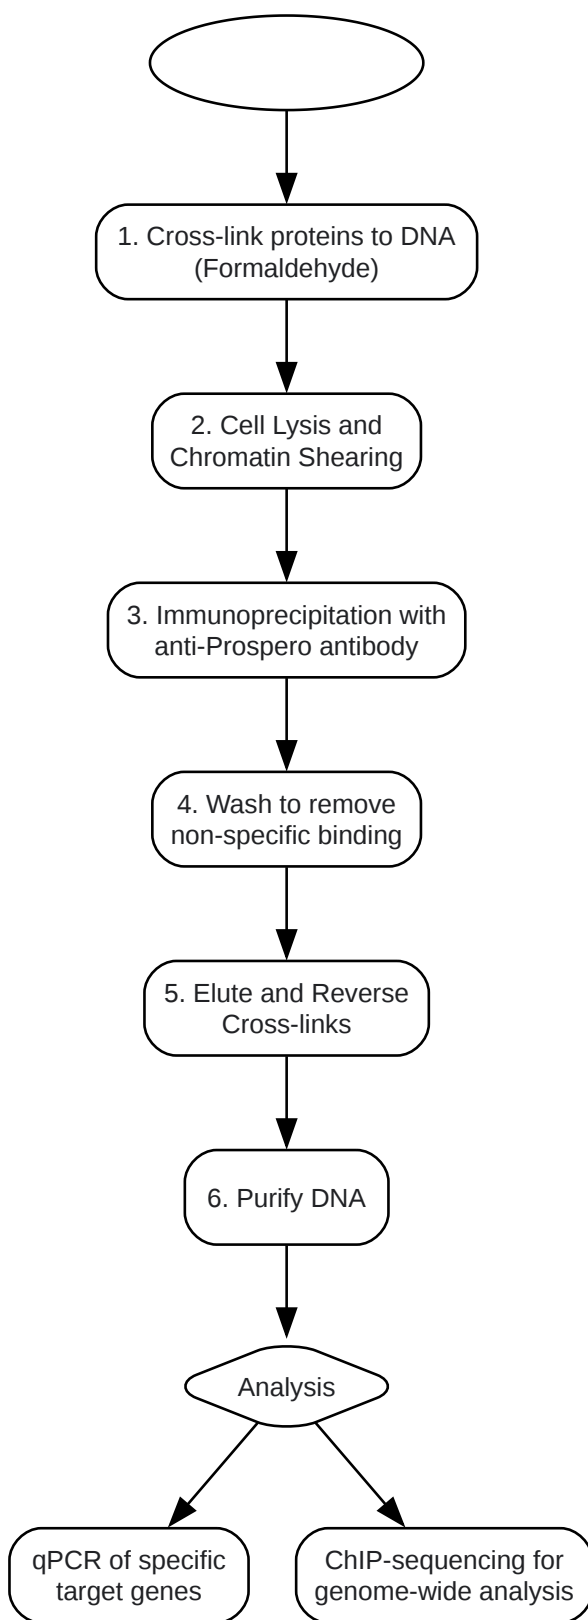 1. Cross-link proteins to DNA
(Formaldehyde)
2. Cell Lysis and
Chromatin Shearing
3. Immunoprecipitation with
anti-Prospero antibody
4. Wash to remove
non-specific binding
5. Elute and Reverse
Cross-links
6. Purify DNA
Analysis
qPCR of specific
target genes
ChIP-sequencing for
genome-wide analysis